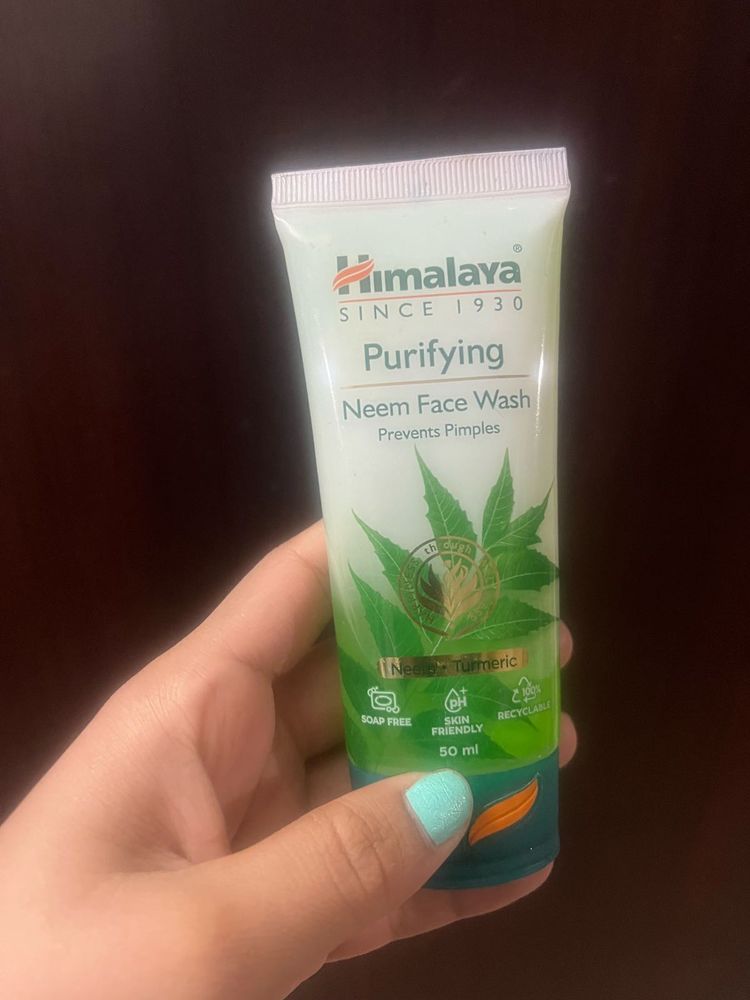 Himalaya®
SINCE 1930
Purifying
Neem Face Wash
Prevents Pimples
through
Neem • Turmeric
SOAP FREE
pH+
SKIN
FRIENDLY
100%
RECYCLABLE
50 ml